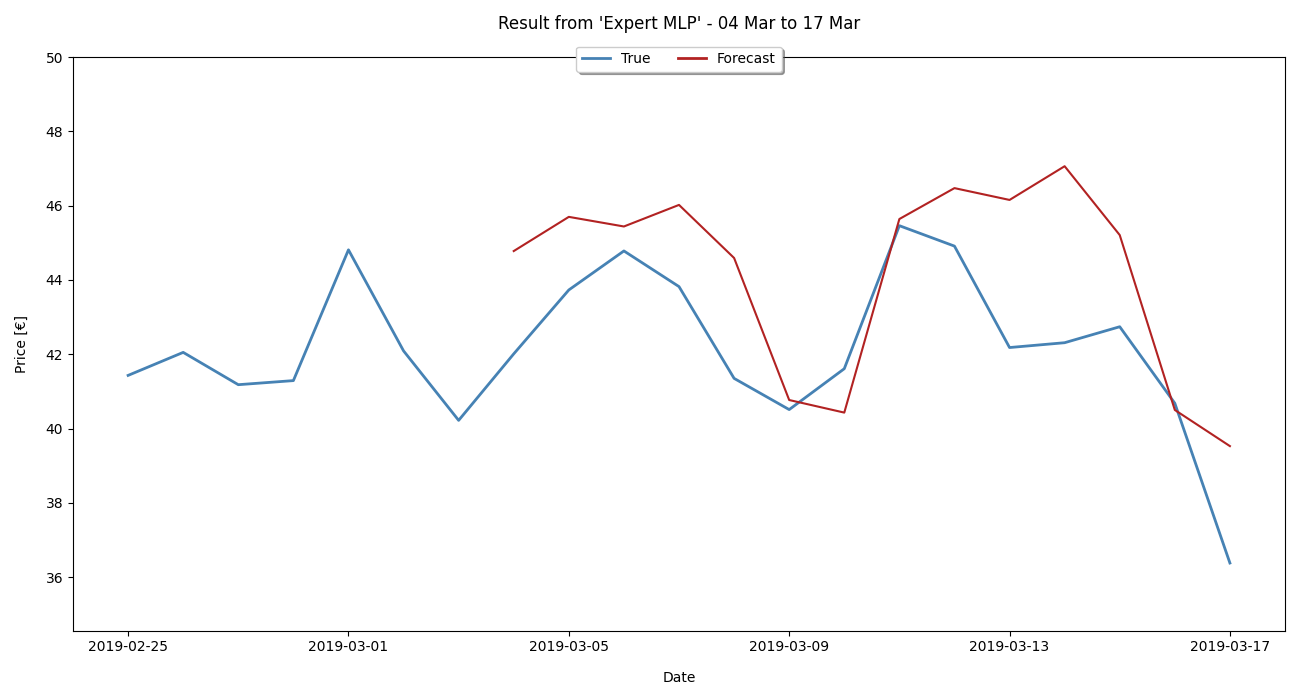 Result from 'Expert MLP' - 04 Mar to 17 Mar
True Forecast
50
48
46
44
42
40
38
36
Price [€]
2019-02-25 2019-03-01 2019-03-05 2019-03-09 2019-03-13 2019-03-17
Date